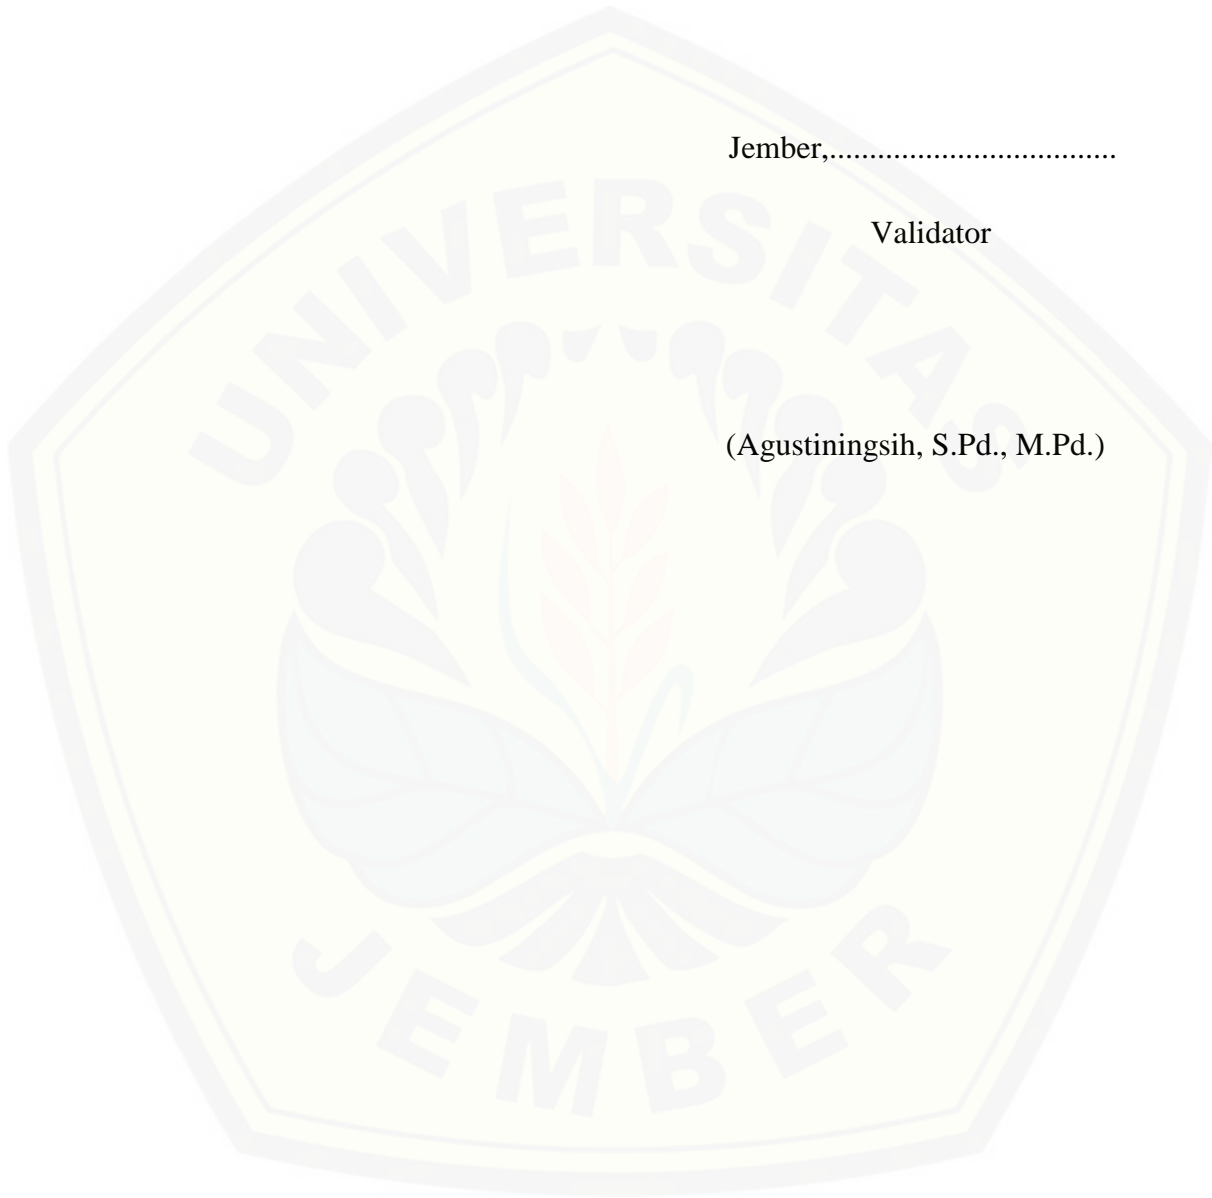 Jember,....................................
Validator
(Agustiningsih, S.Pd., M.Pd.)
UNIVERSITAS
JEMBER